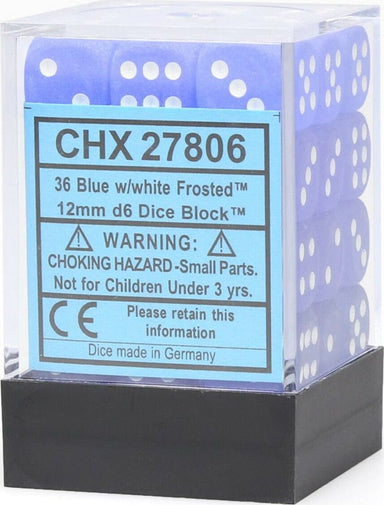 CHX 27806
36 Blue w/white Frosted™
12mm d6 Dice Block™
WARNING:
CHOKING HAZARD -Small Parts.
Not for Children Under 3 yrs.
CE
Please retain this
information
Dice made in Germany